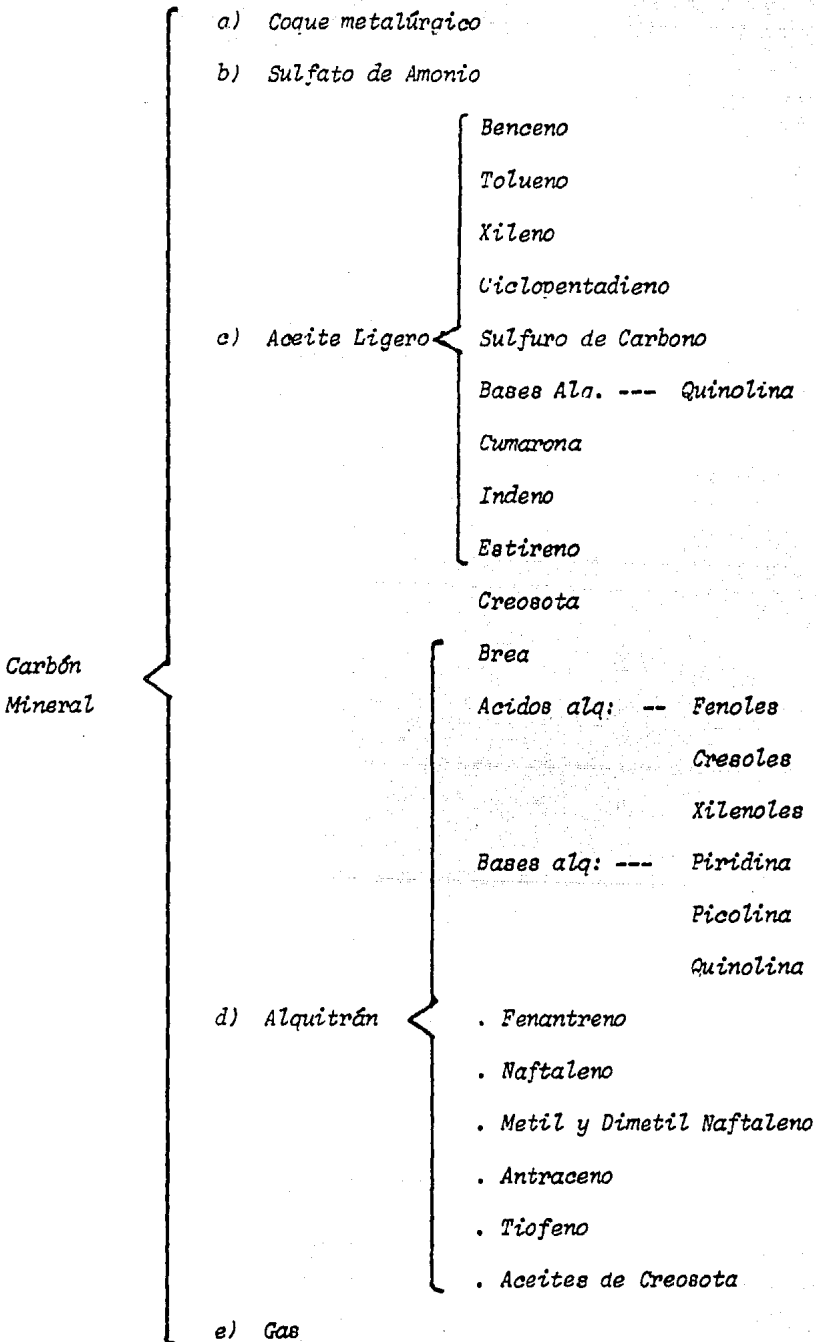 a) Coque metalúrgico
b) Sulfato de Amonio
Benceno
Tolueno
Xileno
Ciclopentadieno
c) Aceite Ligero Sulfuro de Carbono
Bases Alq. --- Quinolina
Cumarona
Indeno
Estireno
Creosota
Brea
Carbón
Mineral
Acidos alq: -- Fenoles
Cresoles
Xilenoles
Bases alq: --- Piridina
Picolina
Quinolina
d) Alquitrán . Fenantreno
. Naftaleno
. Metil y Dimetil Naftaleno
. Antraceno
. Tiofeno
. Aceites de Creosota
e) Gas